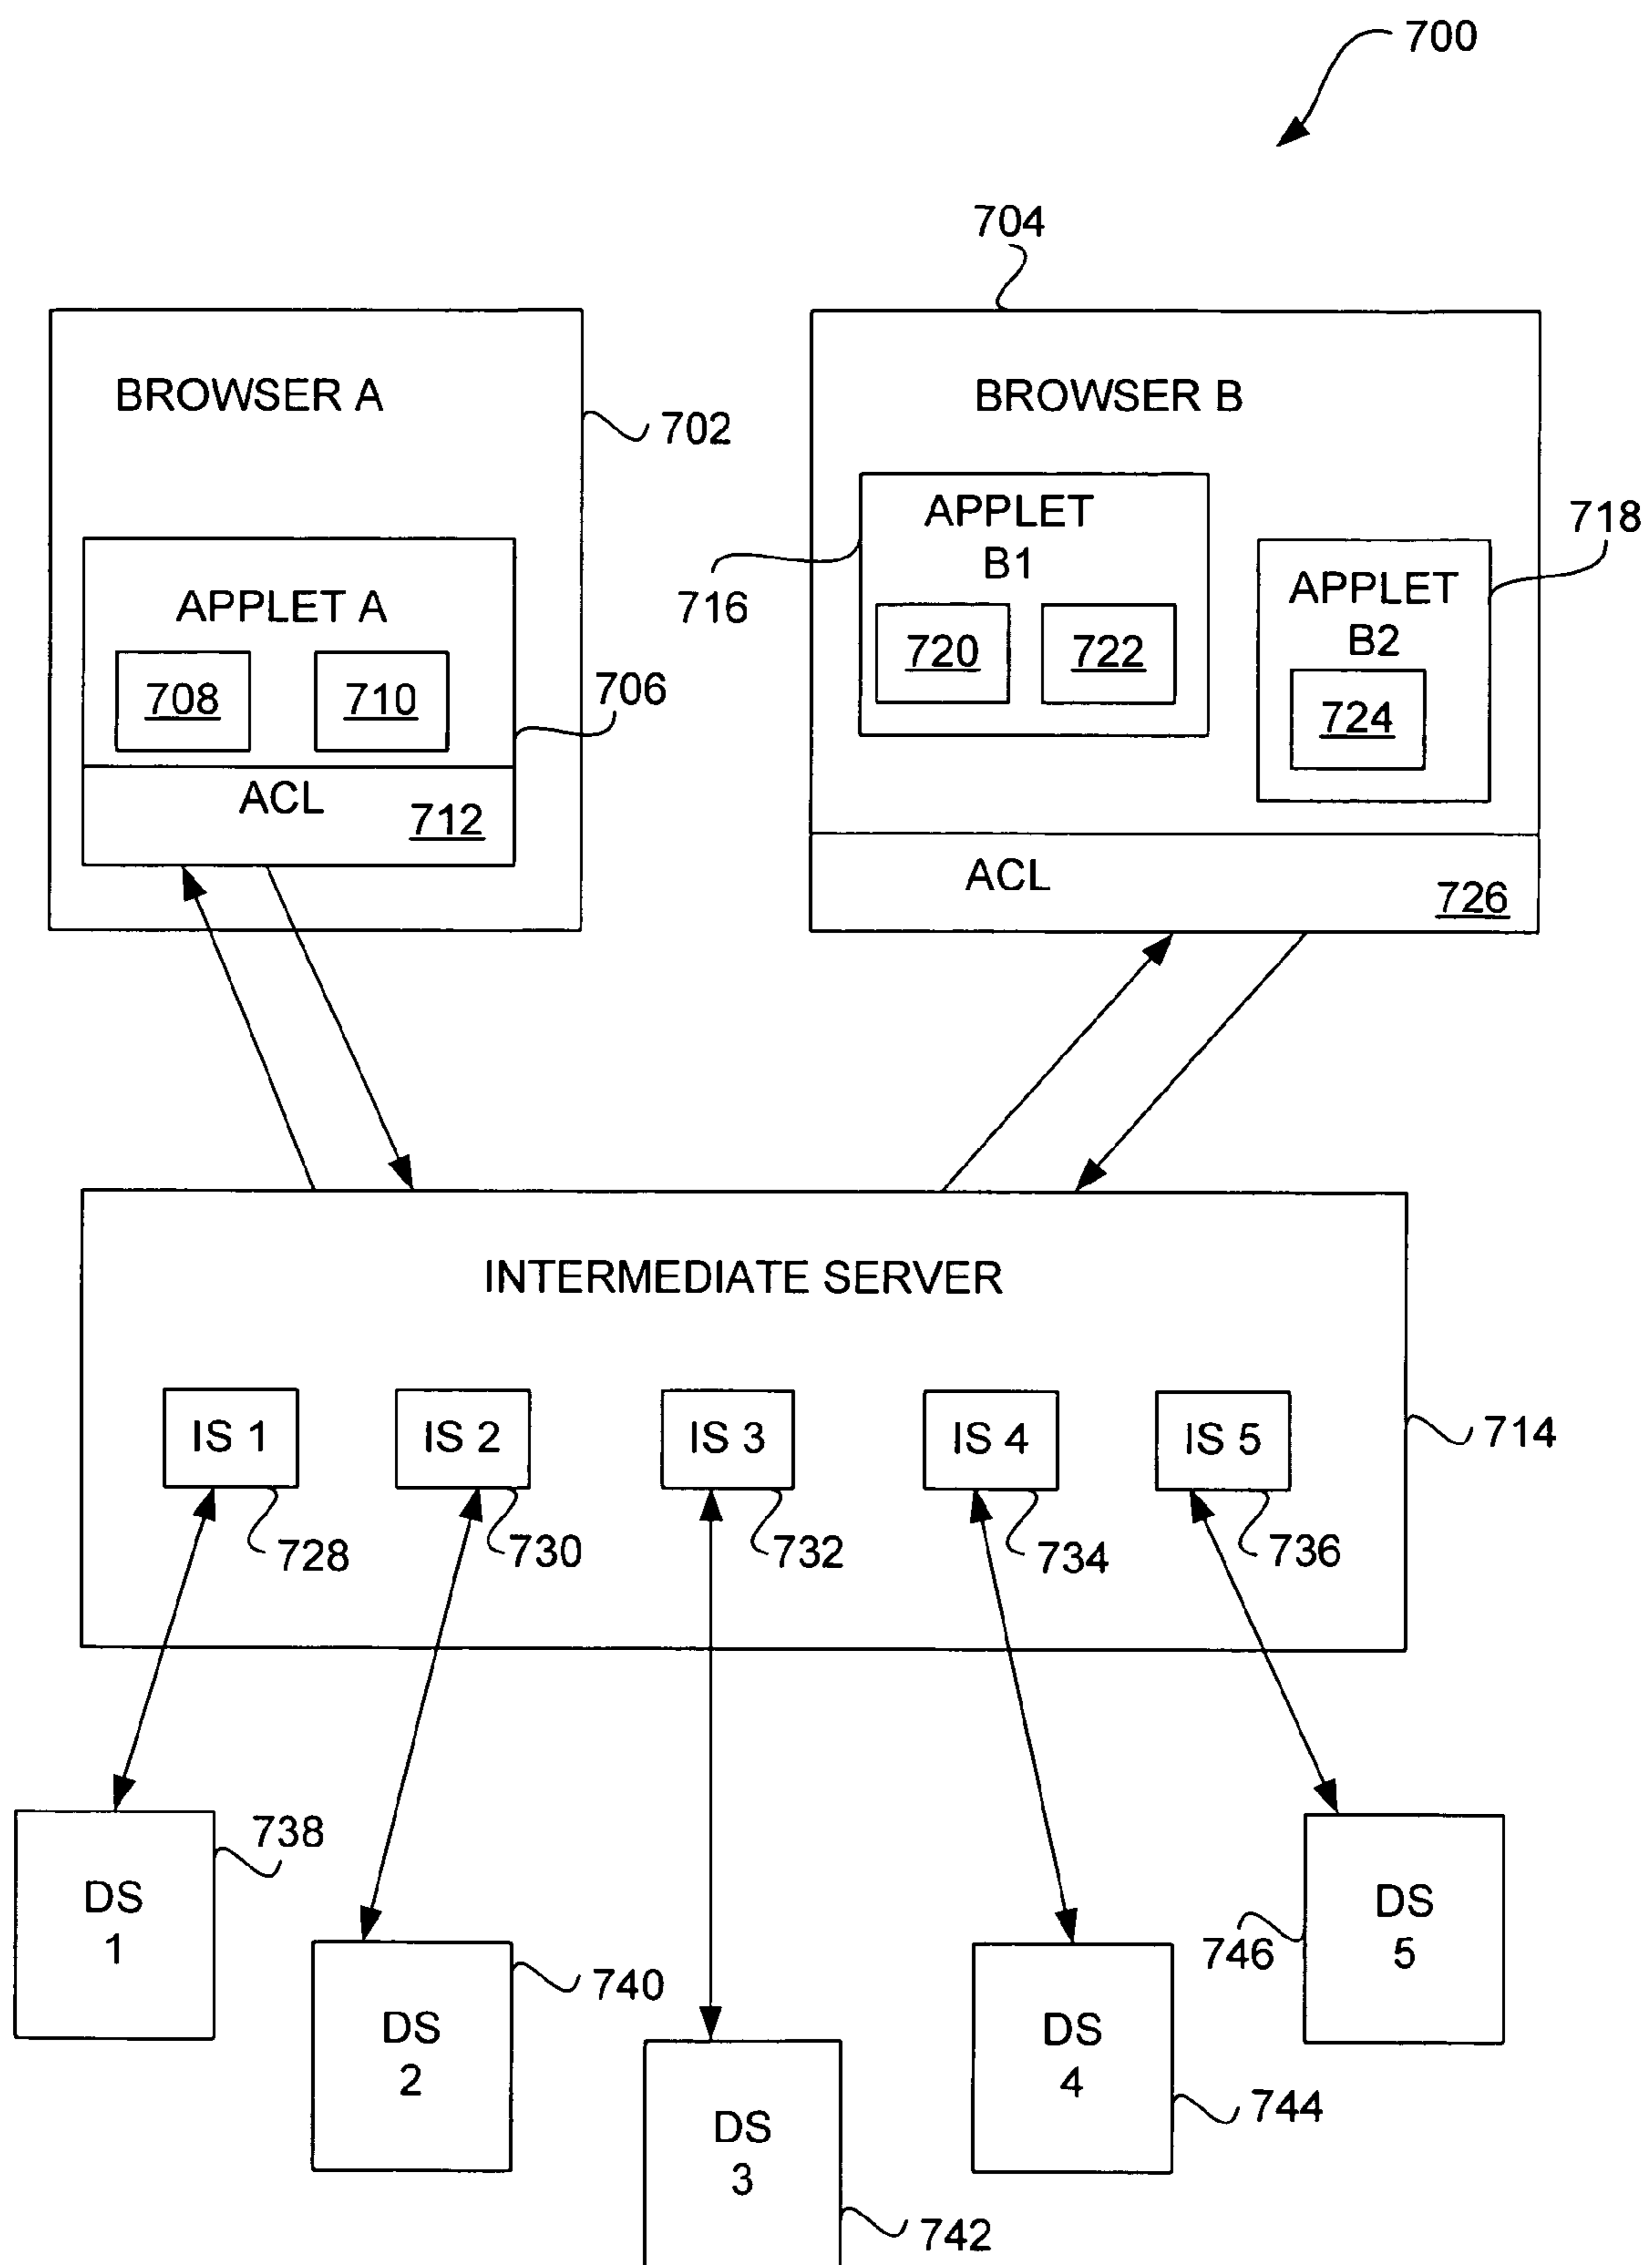 700
704
BROWSER A
BROWSER B
702
APPLET
B1
718
716
APPLET
B2
APPLET A
720
722
708
710
706
724
ACL
712
ACL
726
INTERMEDIATE SERVER
IS 1
IS 2
IS 3
IS 4
IS 5
714
728
730
732
734
736
738
DS
1
746
DS
5
740
DS
2
DS
4
744
DS
3
742